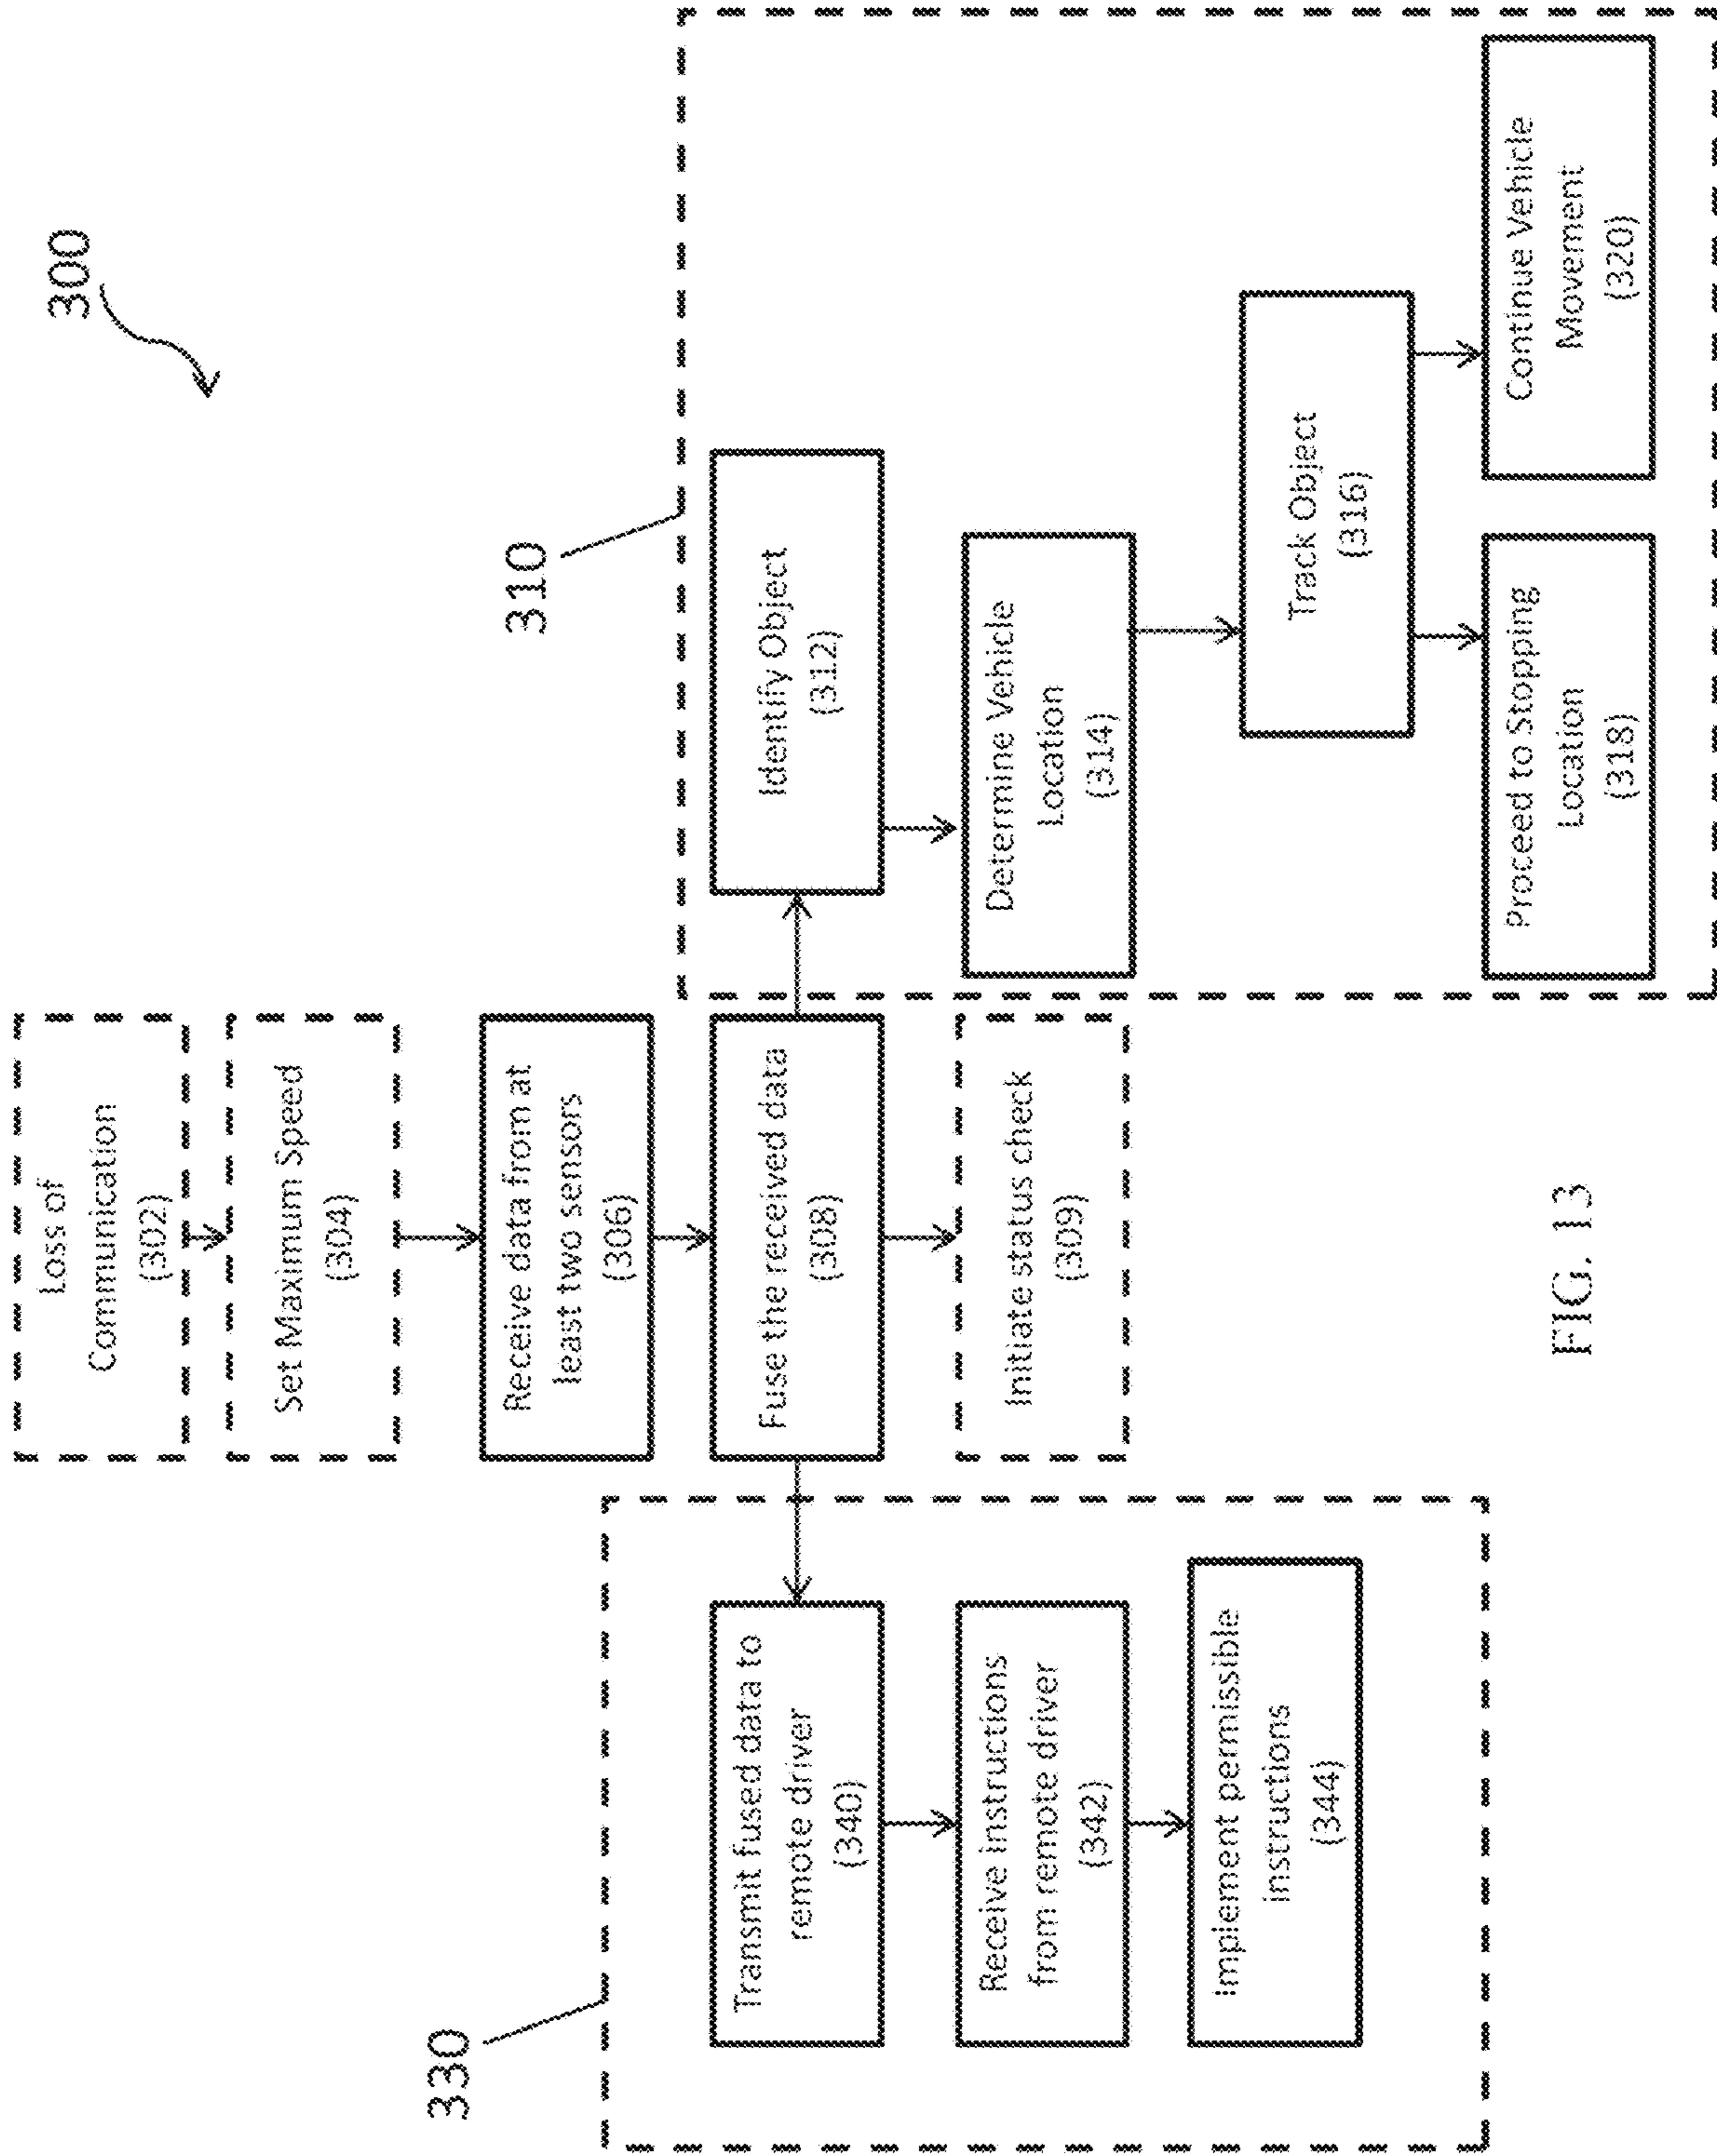 300
Loss of
Communication
(302)
Set Maximum Speed
(304)
Receive data from at
least two sensors
(306)
Fuse the received data
(308)
Initiate status check
(309)
330
Transmit fused data to
remote driver
(340)
Receive instructions
from remote driver
(342)
Implement permissible
instructions
(344)
310
Identify Object
(312)
Determine Vehicle
Location
(314)
Track Object
(316)
Proceed to Stopping
Location
(318)
Continue Vehicle
Movement
(320)
FIG. 13